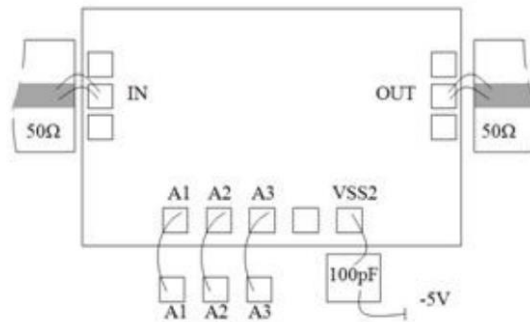 IN OUT
50Ω 50Ω
A1 A2 A3 VSS2
100pF
-5V
A1 A2 A3